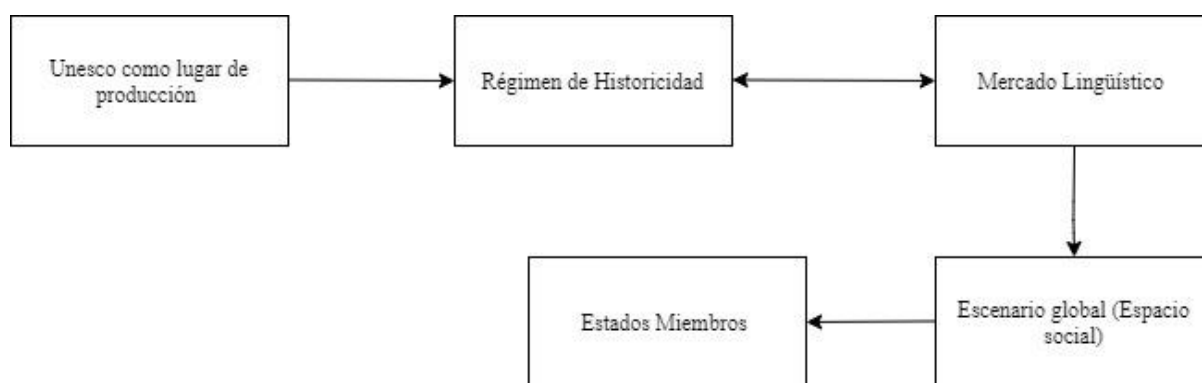 Unesco como lugar de
producción
Régimen de Historicidad
Mercado Lingüístico
Estados Miembros
Escenario global (Espacio
social)